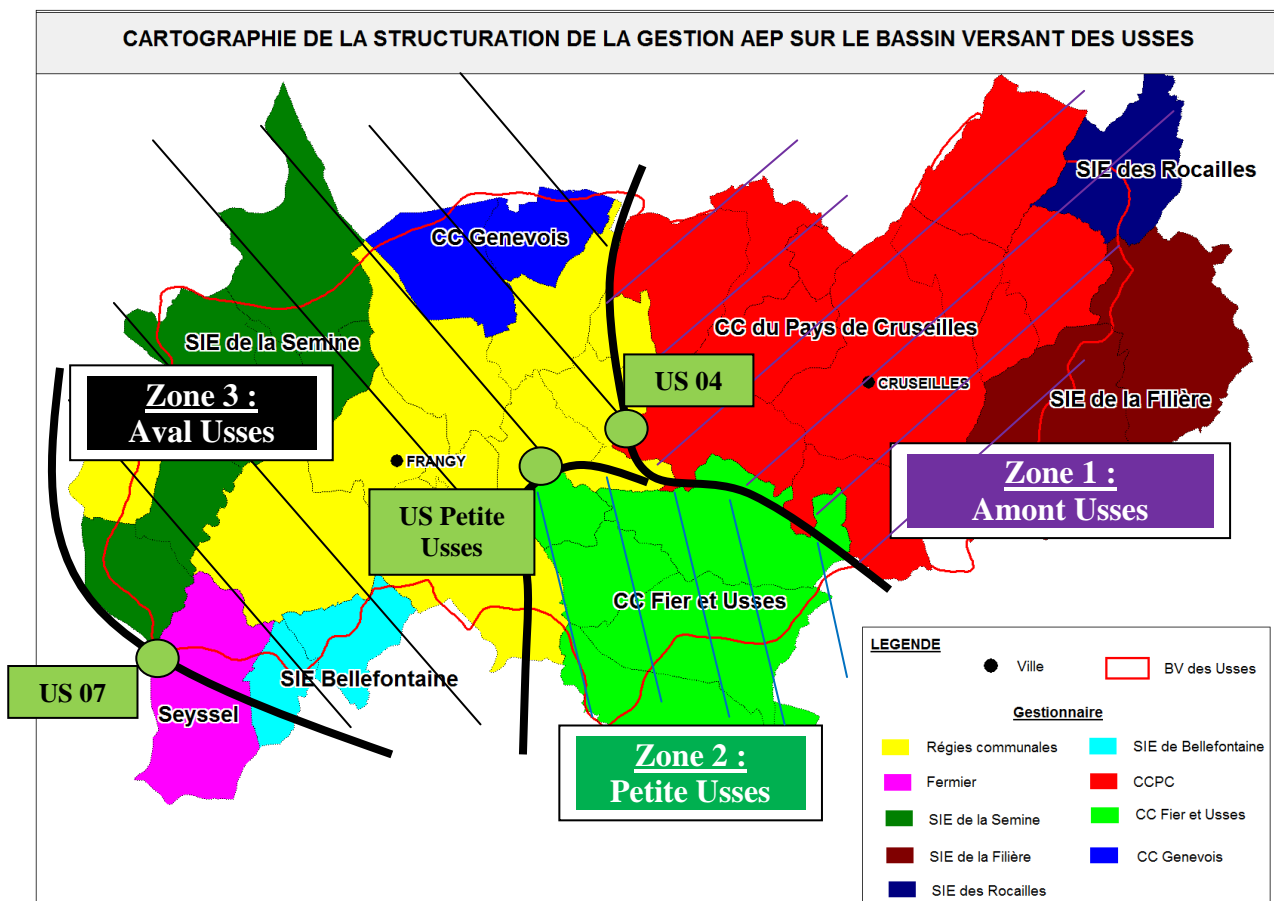 CARTOGRAPHIE DE LA STRUCTURATION DE LA GESTION AEP SUR LE BASSIN VERSANT DES USSES
SIE des Rocailles
CC Genevois
CC du Pays de Cruseilles
SIE de la Semine
US 04
CRUSEILLES
SIE de la Filière
Zone 3 :
Aval Usses
FRANGY
Zone 1 :
Amont Usses
US Petite
Usses
CC Fier et Usses
US 07
SIE Bellefontaine
Seyssel
Zone 2 :
Petite Usses
LEGENDE
Ville
BV des Usses
Gestionnaire
Régies communales
SIE de Bellefontaine
Fermier
CCPC
SIE de la Semine
CC Fier et Usses
SIE de la Filière
CC Genevois
SIE des Rocailles